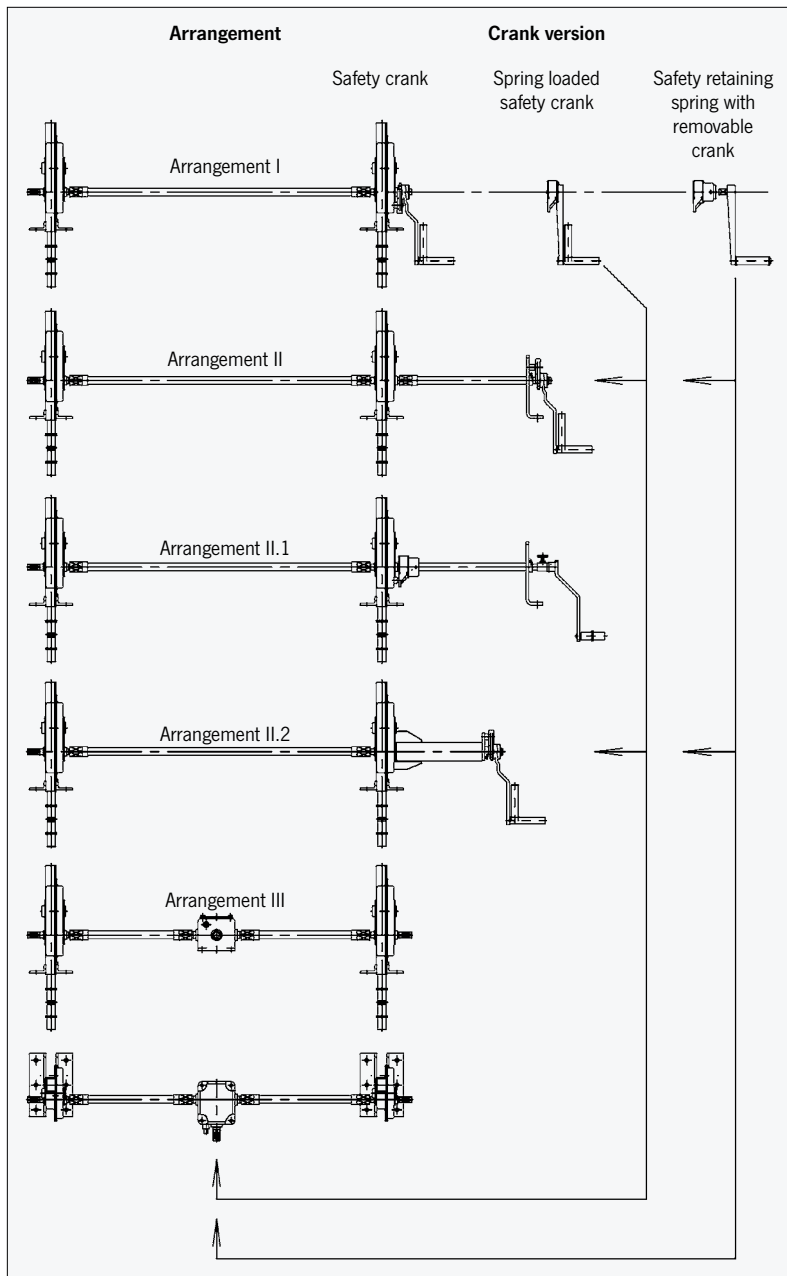 Arrangement
Crank version
Safety crank
Spring loaded
safety crank
Safety retaining
spring with
removable
crank
Arrangement I
Arrangement II
Arrangement II.1
Arrangement II.2
Arrangement III